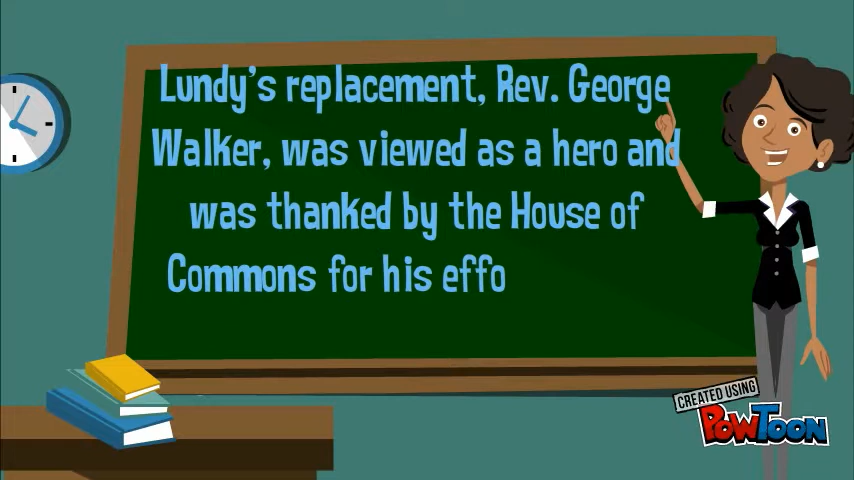 Lundy's replacement, Rev. George
Walker, was viewed as a hero and
was thanked by the House of
Commons for his effo
CREATED USING
POWTOON